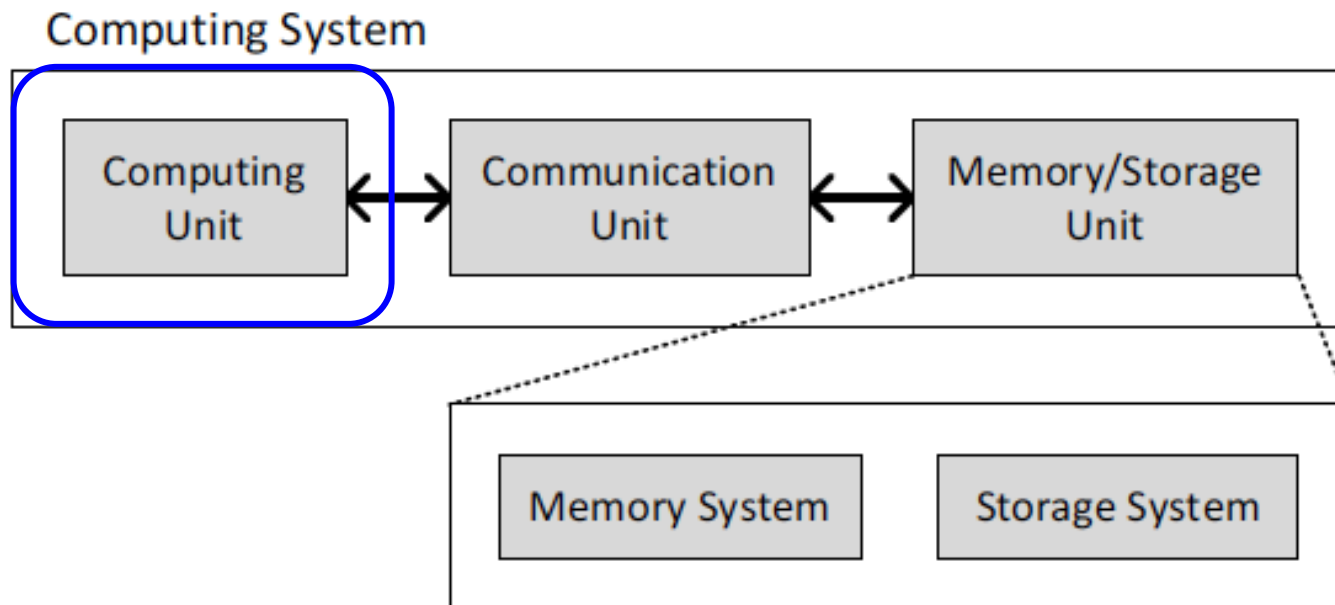 Computing System
Computing
Unit
Communication
Unit
Memory/Storage
Unit
Memory System
Storage System